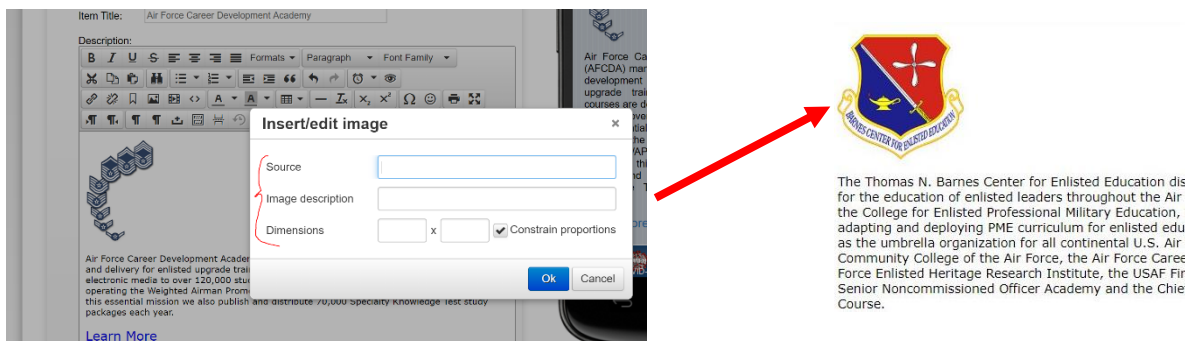 Item Title:
Air Force Career Development Academy
Description:
B I U S Formats Paragraph Font Family
A A Ix x2 x2 Ω
Air Force Ca
(AFCDA) man
development
upgrade trai
courses are d
Insert/edit image ×
Source
Image description
Dimensions x Constrain proportions
Ok Cancel
Air Force Career Development Academ
and delivery for enlisted upgrade trai
electronic media to over 120,000 stud
operating the Weighted Airman Prom
this essential mission we also publish and distribute 70,000 Specialty Knowledge Test study
packages each year.
Learn More
BARNES CENTER FOR ENLISTED EDUCATION
The Thomas N. Barnes Center for Enlisted Education dis
for the education of enlisted leaders throughout the Air
the College for Enlisted Professional Military Education,
adapting and deploying PME curriculum for enlisted edu
as the umbrella organization for all continental U.S. Air
Community College of the Air Force, the Air Force Caree
Force Enlisted Heritage Research Institute, the USAF Fir
Senior Noncommissioned Officer Academy and the Chie
Course.